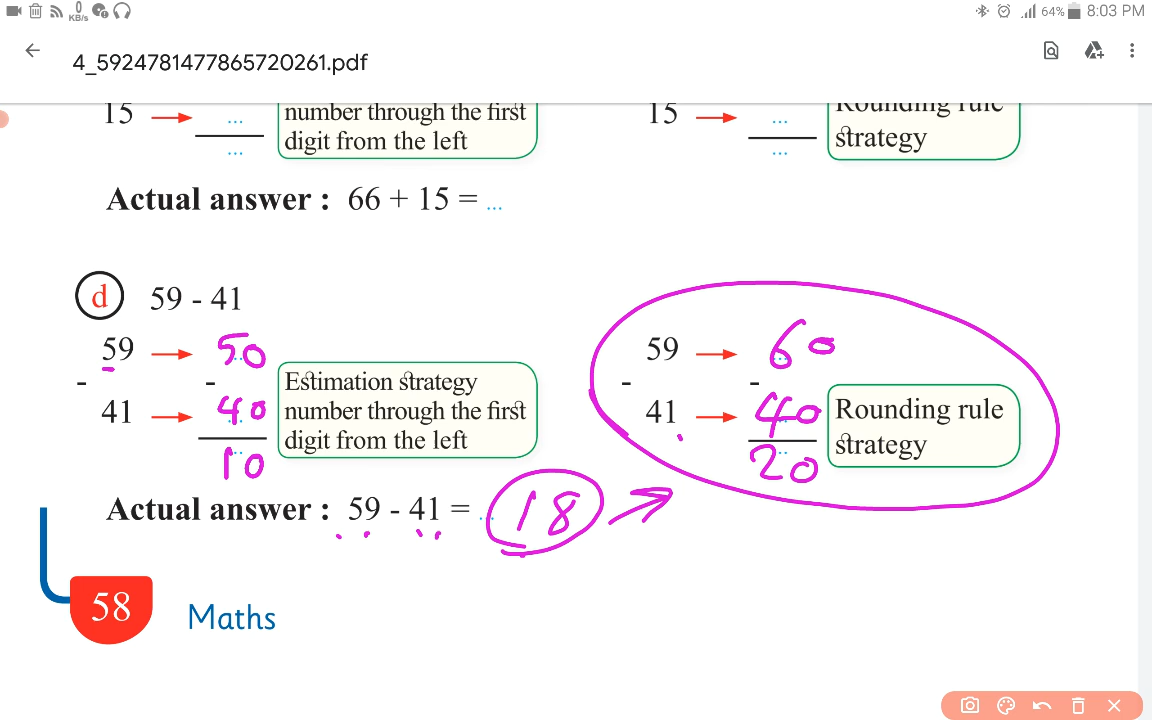 0 KB/s 64% 8:03 PM
4_5924781477865720261.pdf
15 ... number through the first
... digit from the left
15 ... Rounding rule
... strategy
Actual answer : 66 + 15 = ...
d 59 - 41
59 50
- -
41 40
10
Estimation strategy
number through the first
digit from the left
59 60
- -
41 40
20
Rounding rule
strategy
Actual answer : 59 - 41 = 18
58 Maths